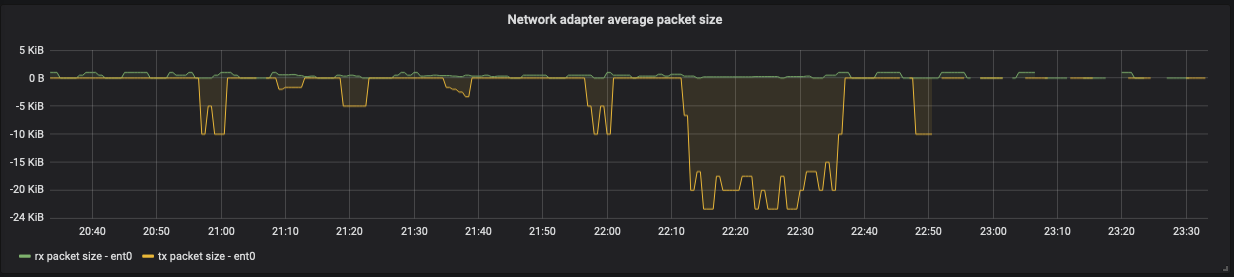 Network adapter average packet size
5 KiB
0 B
-5 KiB
-10 KiB
-15 KiB
-20 KiB
-24 KiB
20:40 20:50 21:00 21:10 21:20 21:30 21:40 21:50 22:00 22:10 22:20 22:30 22:40 22:50 23:00 23:10 23:20 23:30
rx packet size - ent0 tx packet size - ent0